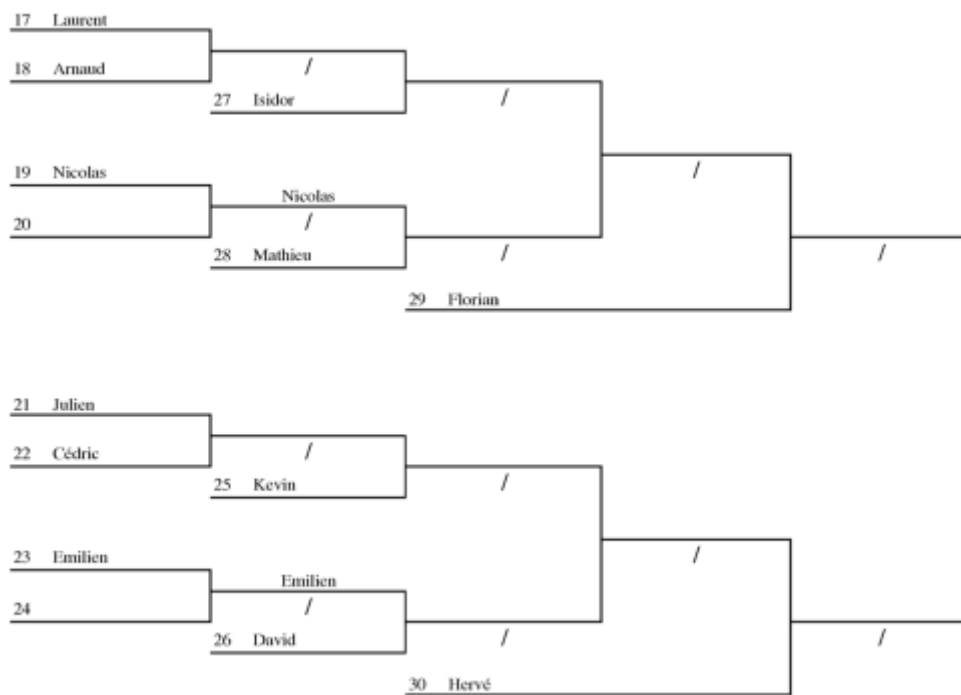 17 Laurent
/
18 Arnaud
27 Isidor
/
/
19 Nicolas
Nicolas
/
20
28 Mathieu
/
/
29 Florian
21 Julien
22 Cédric
/
25 Kevin
/
23 Emilien
/
Emilien
24
/
26 David
/
/
30 Hervé